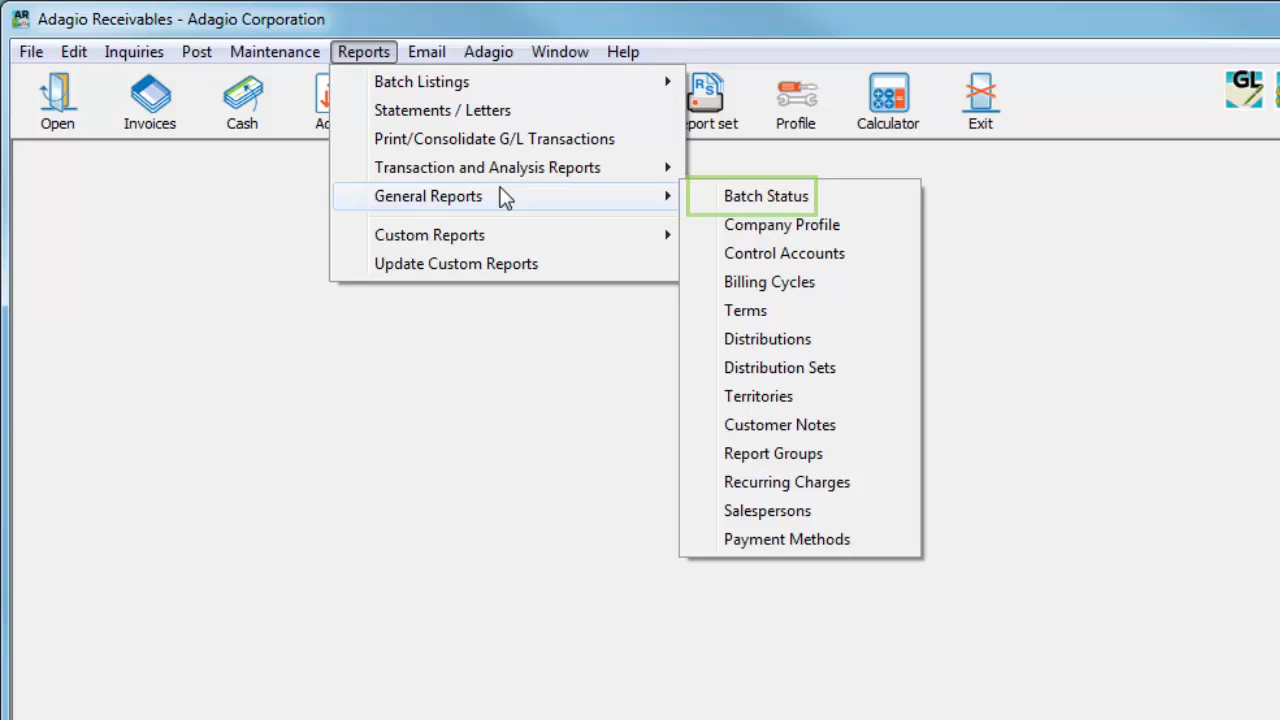 AR
Adagio Receivables - Adagio Corporation
File Edit Inquiries Post Maintenance Reports Email Adagio Window Help
Open Invoices Cash
RS
Profile Calculator Exit
GL
Batch Listings
Statements / Letters
Print/Consolidate G/L Transactions
Transaction and Analysis Reports
General Reports
Custom Reports
Update Custom Reports
Batch Status
Company Profile
Control Accounts
Billing Cycles
Terms
Distributions
Distribution Sets
Territories
Customer Notes
Report Groups
Recurring Charges
Salespersons
Payment Methods